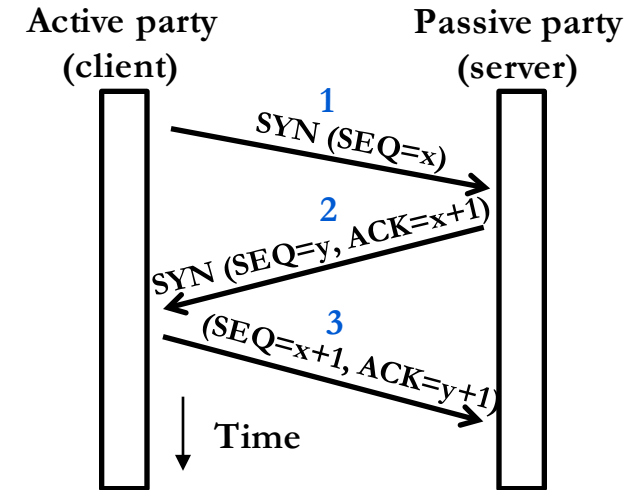 Active party
(client)
Passive party
(server)
1
SYN (SEQ=x)
2
SYN (SEQ=y, ACK=x+1)
3
(SEQ=x+1, ACK=y+1)
Time